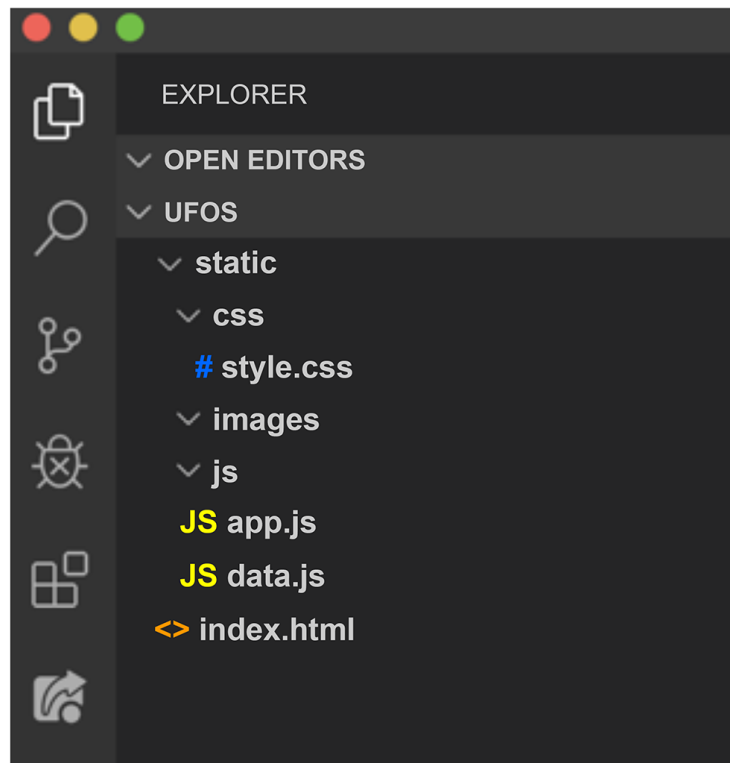 EXPLORER
OPEN EDITORS
UFOS
static
css
# style.css
images
js
JS app.js
JS data.js
<> index.html